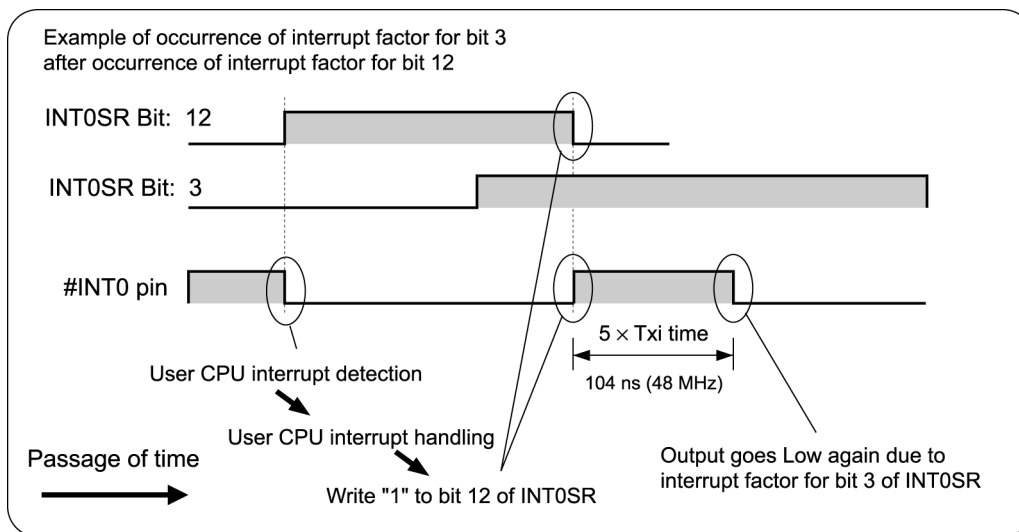 Example of occurrence of interrupt factor for bit 3
after occurrence of interrupt factor for bit 12
INT0SR Bit: 12
INT0SR Bit: 3
#INT0 pin
5 × Txi time
104 ns (48 MHz)
User CPU interrupt detection
User CPU interrupt handling
Write "1" to bit 12 of INT0SR
Passage of time
Output goes Low again due to
interrupt factor for bit 3 of INT0SR